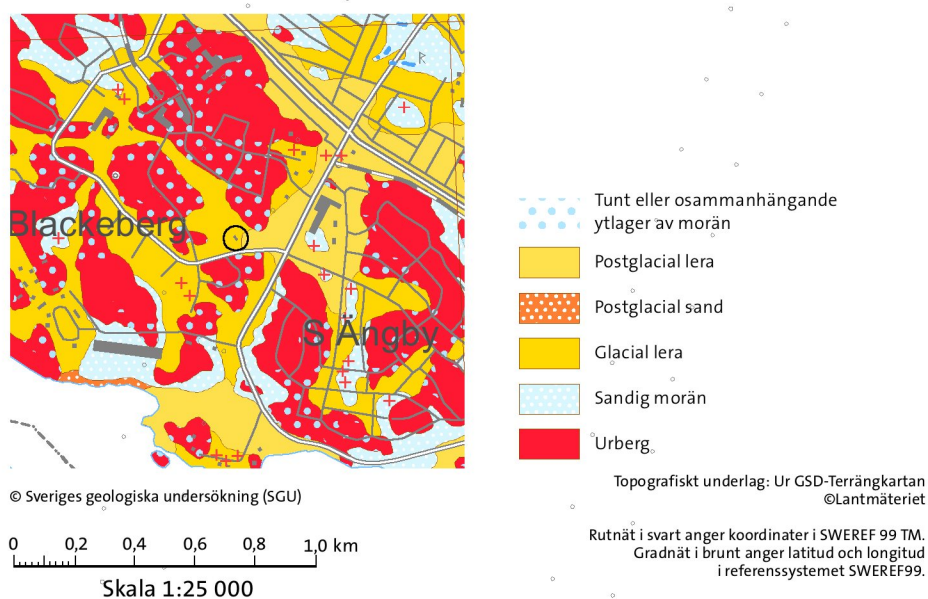 Blackeberg
S Ängby
R
Tunt eller osammanhängande
ytlager av morän
Postglacial lera
Postglacial sand
Glacial lera
Sandig morän
Urberg
© Sveriges geologiska undersökning (SGU)
Topografiskt underlag: Ur GSD-Terrängkartan
©Lantmäteriet
Rutnät i svart anger koordinater i SWEREF 99 TM.
Gradnät i brunt anger latitud och longitud
i referenssystemet SWEREF99.
0 0,2 0,4 0,6 0,8 1,0 km
Skala 1:25 000